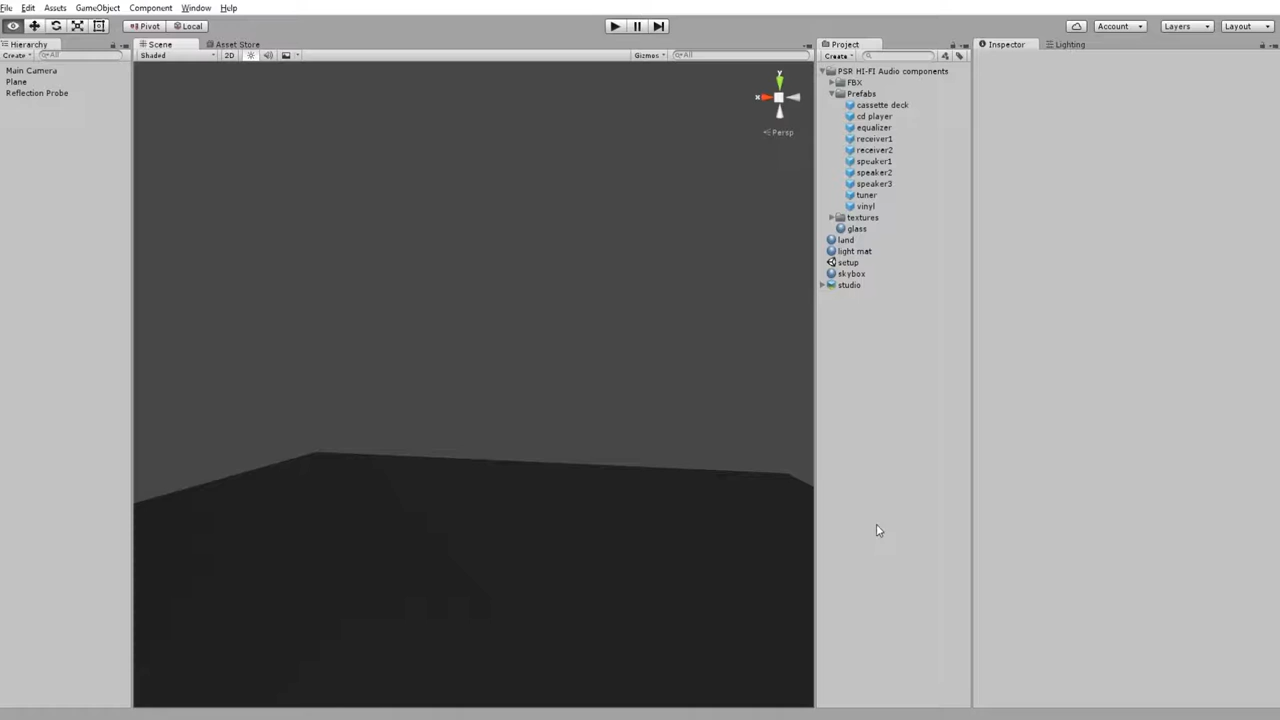 File Edit Assets GameObject Component Window Help
Pivot Local Account Layers Layout
Hierarchy Scene Asset Store Project Inspector Lighting
Create All Shaded 2D Gizmos All Create
Main Camera
Plane
Reflection Probe
y
x
Persp
PSR HI-FI Audio components
FBX
Prefabs
cassette deck
cd player
equalizer
receiver1
receiver2
speaker1
speaker2
speaker3
tuner
vinyl
textures
glass
land
light mat
setup
skybox
studio